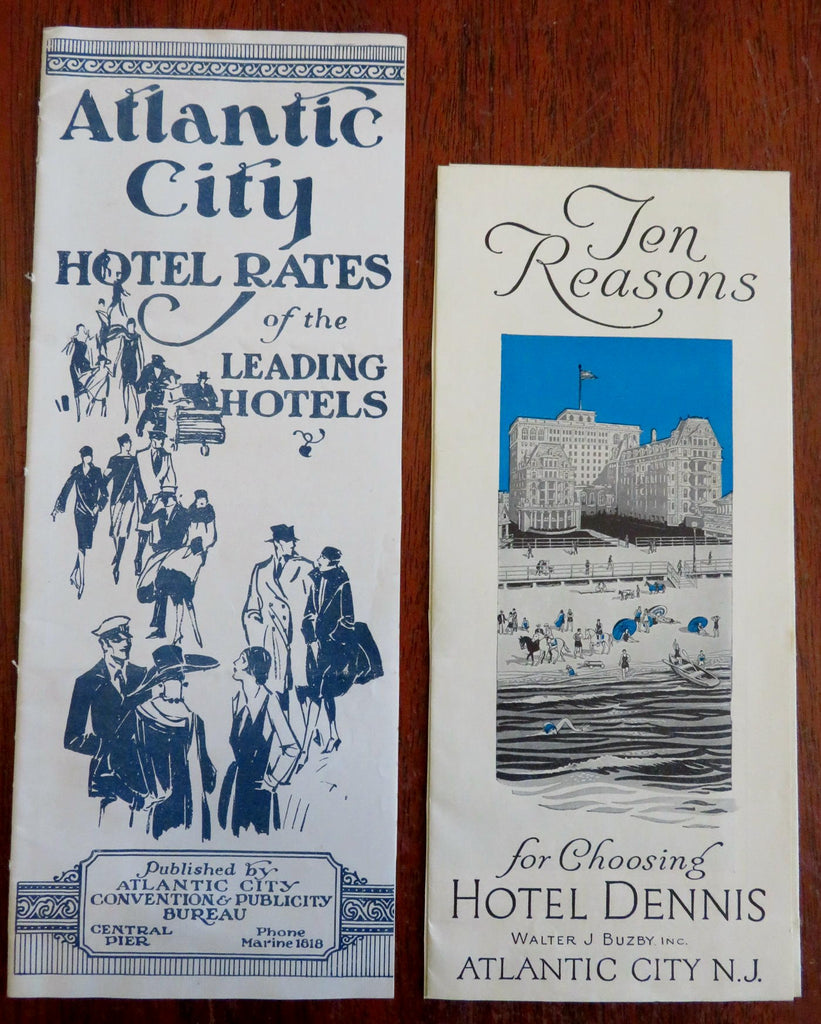 Atlantic
City
HOTEL RATES
of the
LEADING
HOTELS
Published by
ATLANTIC CITY
CONVENTION & PUBLICITY
BUREAU
CENTRAL
PIER
Phone
Marine 1818
Ten
Reasons
for Choosing
HOTEL DENNIS
WALTER J BUZBY INC.
ATLANTIC CITY N.J.